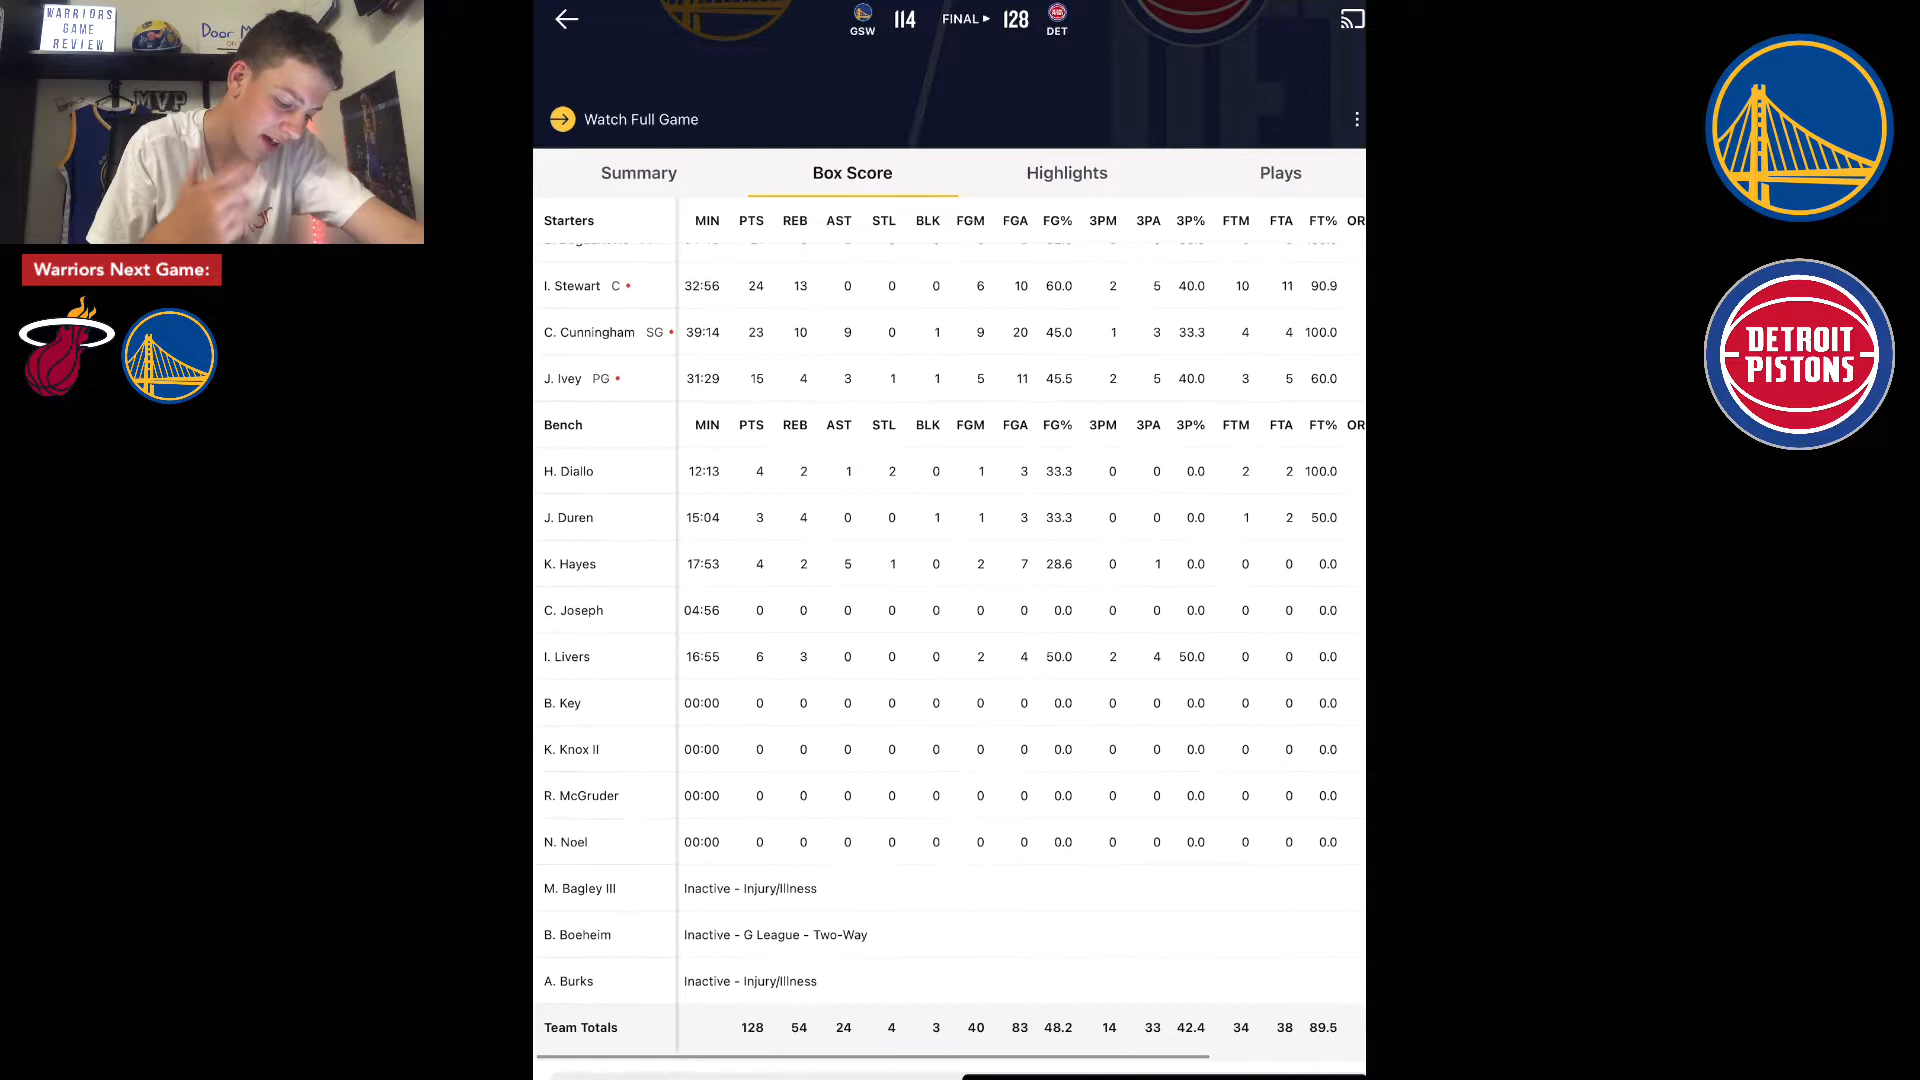 WARRIORS
GAME
REVIEW
MVP
Warriors Next Game:
GSW 114 FINAL 128 DET
Watch Full Game
Summary Box Score Highlights Plays
Starters MIN PTS REB AST STL BLK FGM FGA FG% 3PM 3PA 3P% FTM FTA FT% OR
I. Stewart C 32:56 24 13 0 0 0 6 10 60.0 2 5 40.0 10 11 90.9
C. Cunningham SG 39:14 23 10 9 0 1 9 20 45.0 1 3 33.3 4 4 100.0
J. Ivey PG 31:29 15 4 3 1 1 5 11 45.5 2 5 40.0 3 5 60.0
Bench MIN PTS REB AST STL BLK FGM FGA FG% 3PM 3PA 3P% FTM FTA FT% OR
H. Diallo 12:13 4 2 1 2 0 1 3 33.3 0 0 0.0 2 2 100.0
J. Duren 15:04 3 4 0 0 1 1 3 33.3 0 0 0.0 1 2 50.0
K. Hayes 17:53 4 2 5 1 0 2 7 28.6 0 1 0.0 0 0 0.0
C. Joseph 04:56 0 0 0 0 0 0 0 0.0 0 0 0.0 0 0 0.0
I. Livers 16:55 6 3 0 0 0 2 4 50.0 2 4 50.0 0 0 0.0
B. Key 00:00 0 0 0 0 0 0 0 0.0 0 0 0.0 0 0 0.0
K. Knox II 00:00 0 0 0 0 0 0 0 0.0 0 0 0.0 0 0 0.0
R. McGruder 00:00 0 0 0 0 0 0 0 0.0 0 0 0.0 0 0 0.0
N. Noel 00:00 0 0 0 0 0 0 0 0.0 0 0 0.0 0 0 0.0
M. Bagley III Inactive - Injury/Illness
B. Boeheim Inactive - G League - Two-Way
A. Burks Inactive - Injury/Illness
Team Totals 128 54 24 4 3 40 83 48.2 14 33 42.4 34 38 89.5
DETROIT
PISTONS